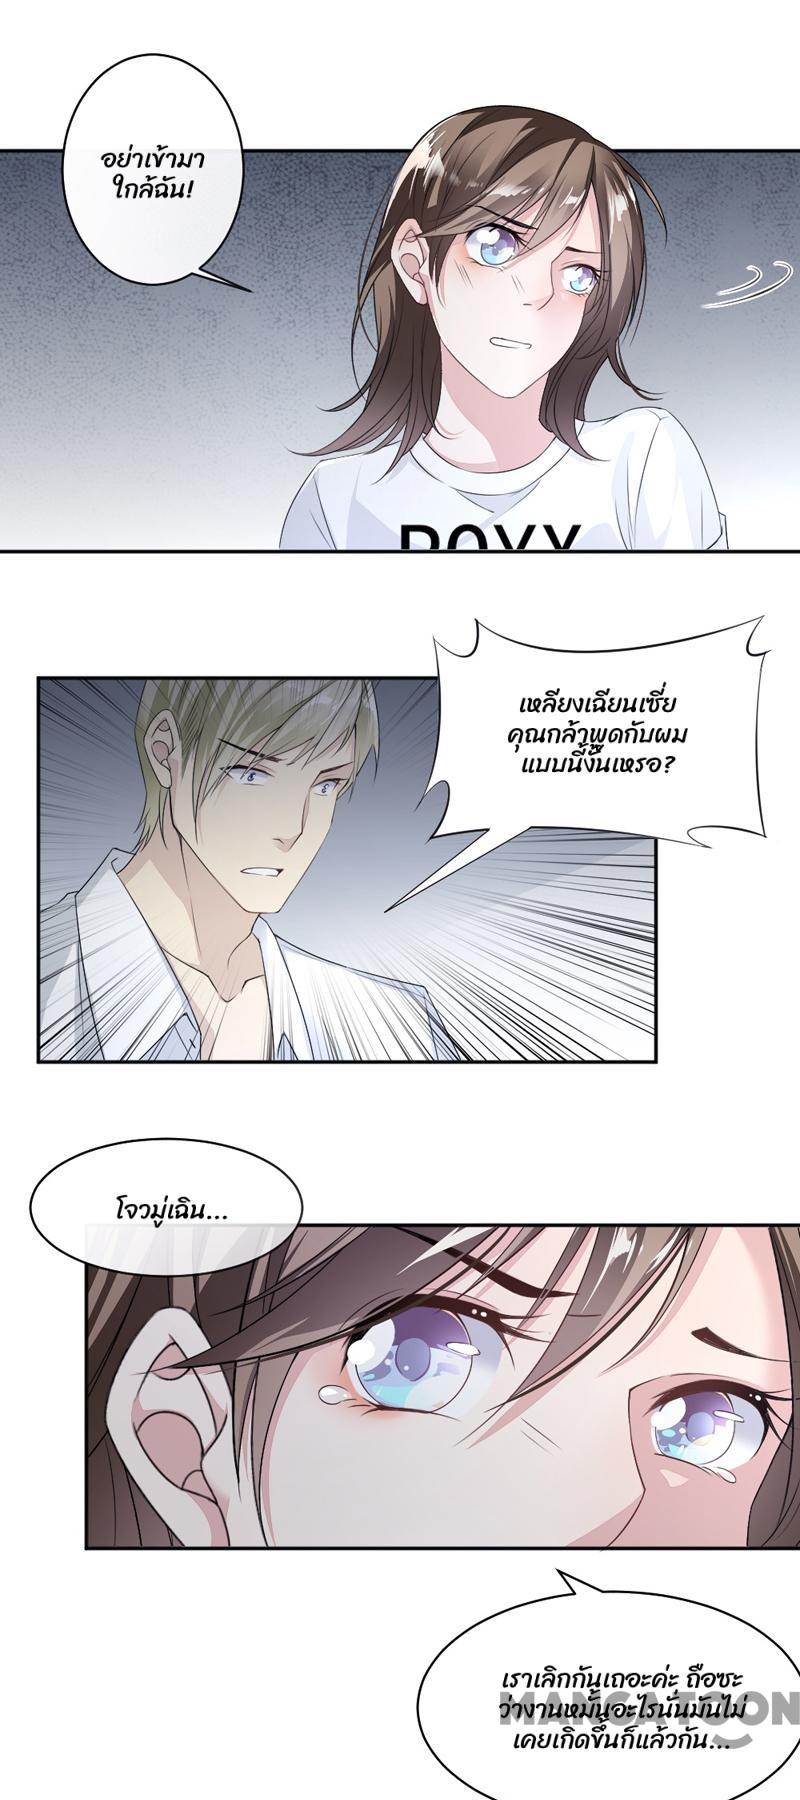 อย่าเข้ามา
ใกล้ฉัน!
ROXY
เหลียงเฉียนเซี่ย
คุณกล้าพูดกับผม
แบบนี้งั้นเหรอ?
โจวมู่เฉิน...
เราเลิกกันเถอะค่ะ ถือซะ
ว่างานหมั้นอะไรนั่นมันไม่
เคยเกิดขึ้นก็แล้วกัน...
MANGATOON